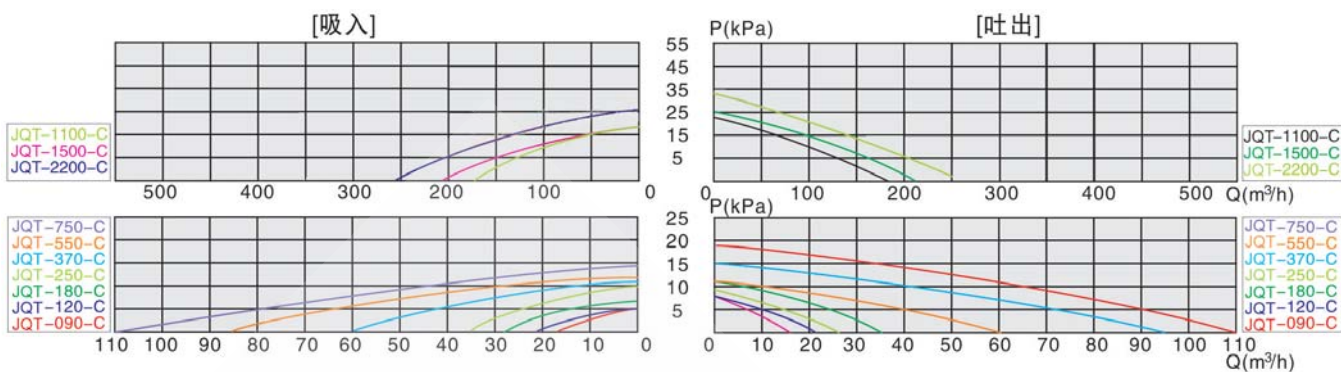 [吸入]
P(kPa)
[吐出]
55
45
35
25
15
5
JQT-1100-C
JQT-1500-C
JQT-2200-C
JQT-1100-C
JQT-1500-C
JQT-2200-C
500 400 300 200 100 0
0 100 200 300 400 500 Q(m³/h)
P(kPa)
25
20
15
10
5
JQT-750-C
JQT-550-C
JQT-370-C
JQT-250-C
JQT-180-C
JQT-120-C
JQT-090-C
JQT-750-C
JQT-550-C
JQT-370-C
JQT-250-C
JQT-180-C
JQT-120-C
JQT-090-C
110 100 90 80 70 60 50 40 30 20 10 0
0 10 20 30 40 50 60 70 80 90 100 110
Q(m³/h)